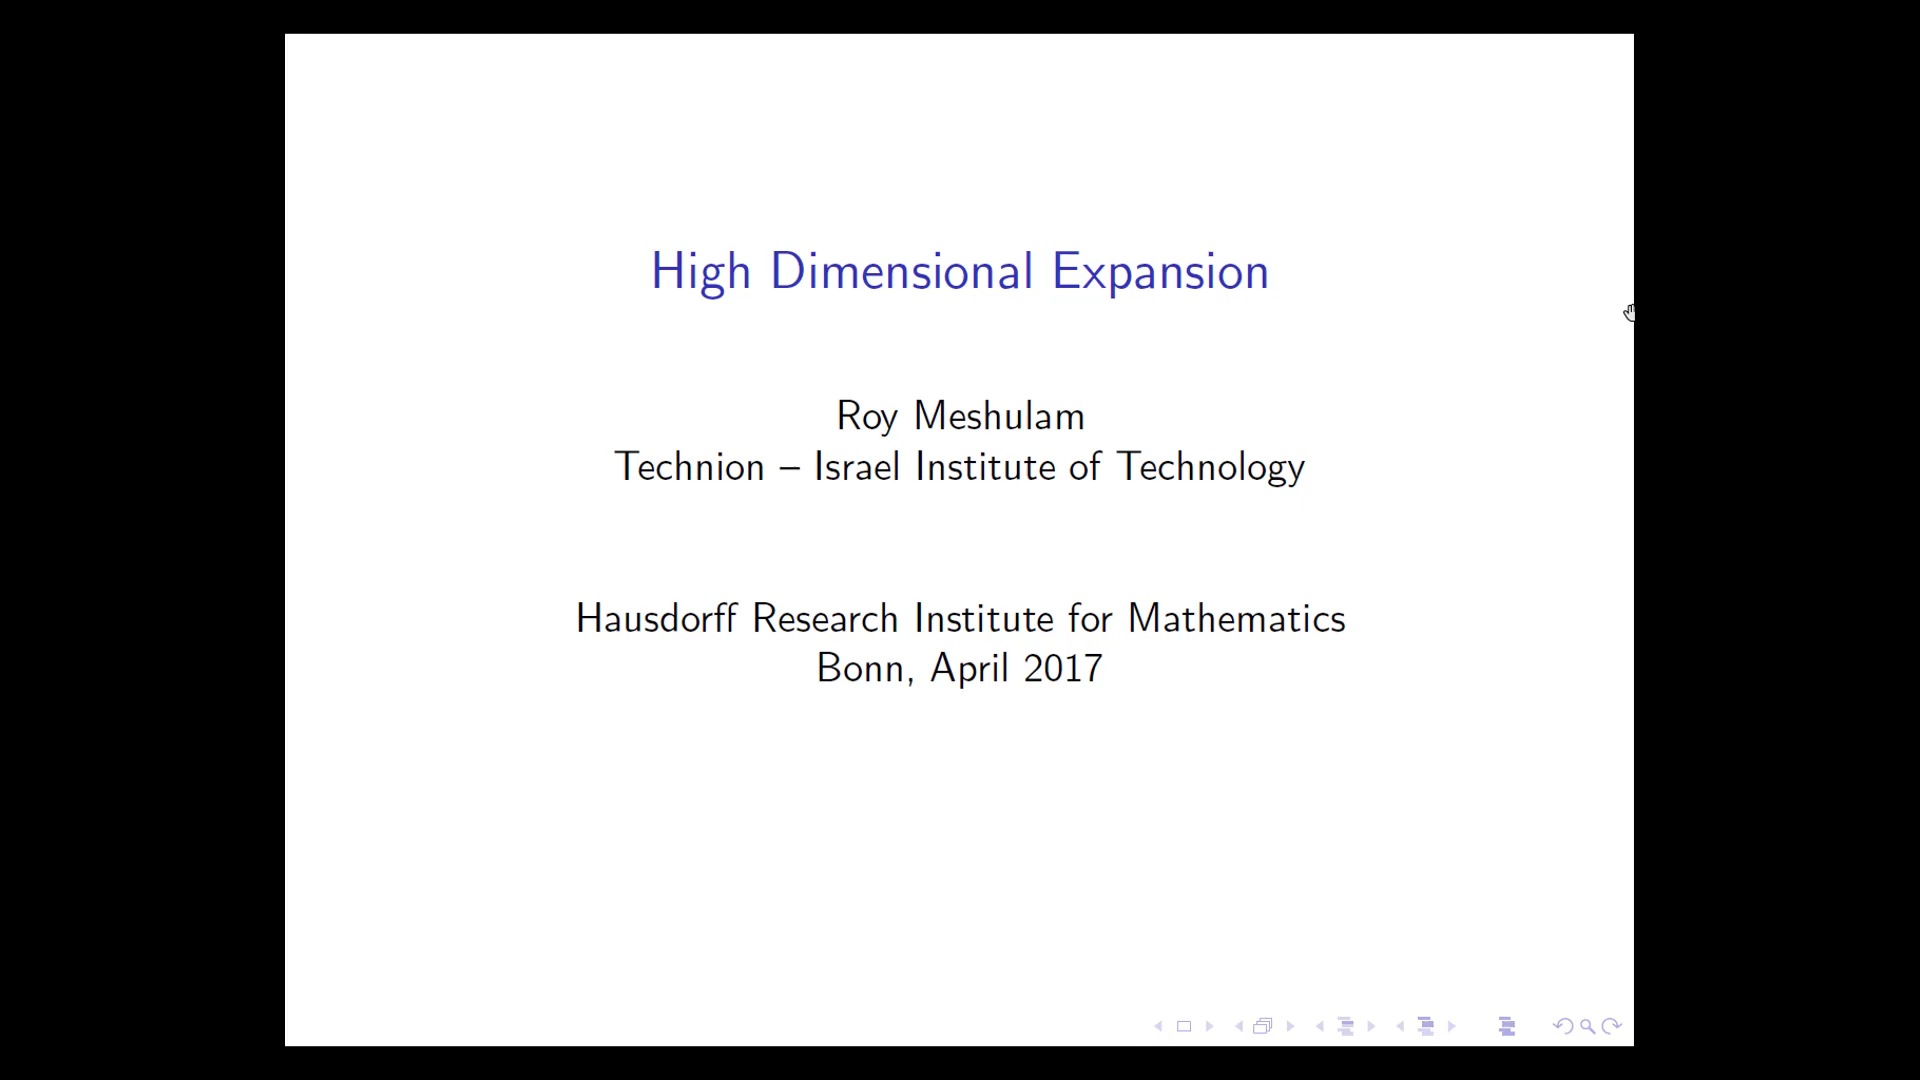 High Dimensional Expansion
Roy Meshulam
Technion – Israel Institute of Technology
Hausdorff Research Institute for Mathematics
Bonn, April 2017